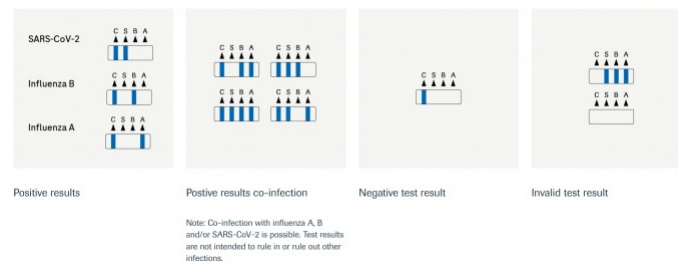 C S B A
SARS-CoV-2
C S B A
Influenza B
C S B A
Influenza A
Positive results
C S B A
C S B A
C S B A
C S B A
Postive results co-infection
Note: Co-infection with influenza A, B
and/or SARS-CoV-2 is possible. Test results
are not intended to rule in or rule out other
infections.
C S B A
Negative test result
C S B A
C S B A
Invalid test result